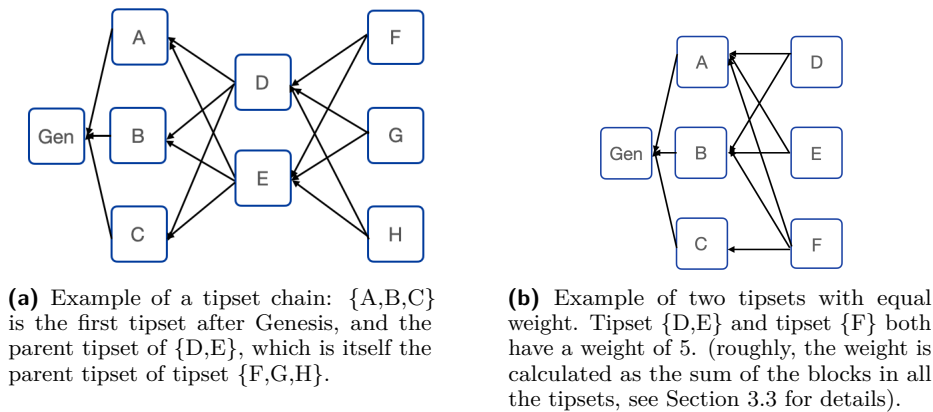 A
F
D
Gen
B
G
E
C
H
(a) Example of a tipset chain: {A,B,C}
is the first tipset after Genesis, and the
parent tipset of {D,E}, which is itself the
parent tipset of tipset {F,G,H}.
A
D
Gen
B
E
C
F
(b) Example of two tipsets with equal
weight. Tipset {D,E} and tipset {F} both
have a weight of 5. (roughly, the weight is
calculated as the sum of the blocks in all
the tipsets, see Section 3.3 for details).